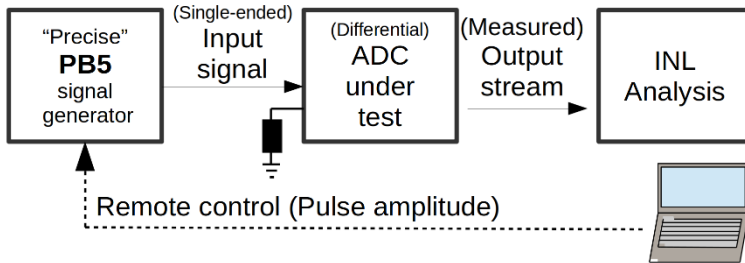 “Precise”
PB5
signal
generator
(Single-ended)
Input
signal
(Differential)
ADC
under
test
(Measured)
Output
stream
INL
Analysis
Remote control (Pulse amplitude)